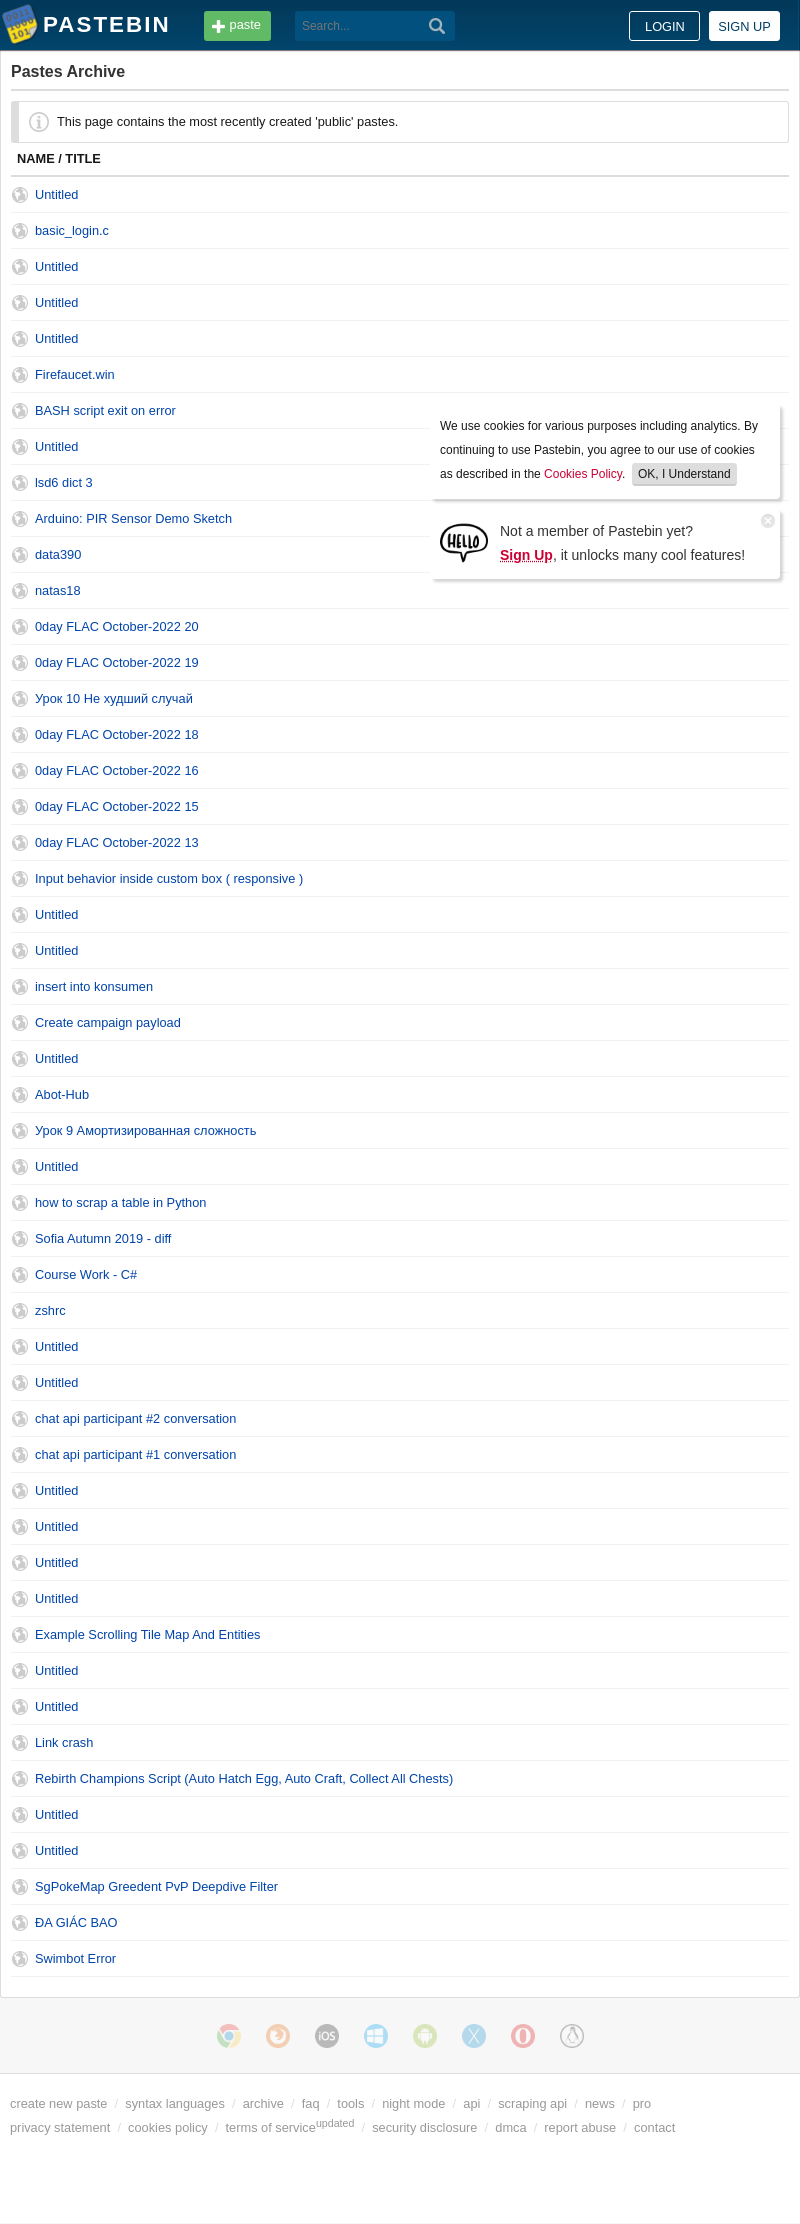 PASTEBIN paste Search... LOGIN SIGN UP
Pastes Archive
This page contains the most recently created 'public' pastes.
NAME / TITLE
Untitled
basic_login.c
Untitled
Untitled
Untitled
Firefaucet.win
BASH script exit on error
Untitled
lsd6 dict 3
Arduino: PIR Sensor Demo Sketch
data390
natas18
We use cookies for various purposes including analytics. By
continuing to use Pastebin, you agree to our use of cookies
as described in the Cookies Policy. OK, I Understand
HELLO
Not a member of Pastebin yet?
Sign Up, it unlocks many cool features!
0day FLAC October-2022 20
0day FLAC October-2022 19
Урок 10 Не худший случай
0day FLAC October-2022 18
0day FLAC October-2022 16
0day FLAC October-2022 15
0day FLAC October-2022 13
Input behavior inside custom box ( responsive )
Untitled
Untitled
insert into konsumen
Create campaign payload
Untitled
Abot-Hub
Урок 9 Амортизированная сложность
Untitled
how to scrap a table in Python
Sofia Autumn 2019 - diff
Course Work - C#
zshrc
Untitled
Untitled
chat api participant #2 conversation
chat api participant #1 conversation
Untitled
Untitled
Untitled
Untitled
Example Scrolling Tile Map And Entities
Untitled
Untitled
Link crash
Rebirth Champions Script (Auto Hatch Egg, Auto Craft, Collect All Chests)
Untitled
Untitled
SgPokeMap Greedent PvP Deepdive Filter
ĐA GIÁC BAO
Swimbot Error
iOS
create new paste / syntax languages / archive / faq / tools / night mode / api / scraping api / news / pro
privacy statement / cookies policy / terms of service updated / security disclosure / dmca / report abuse / contact